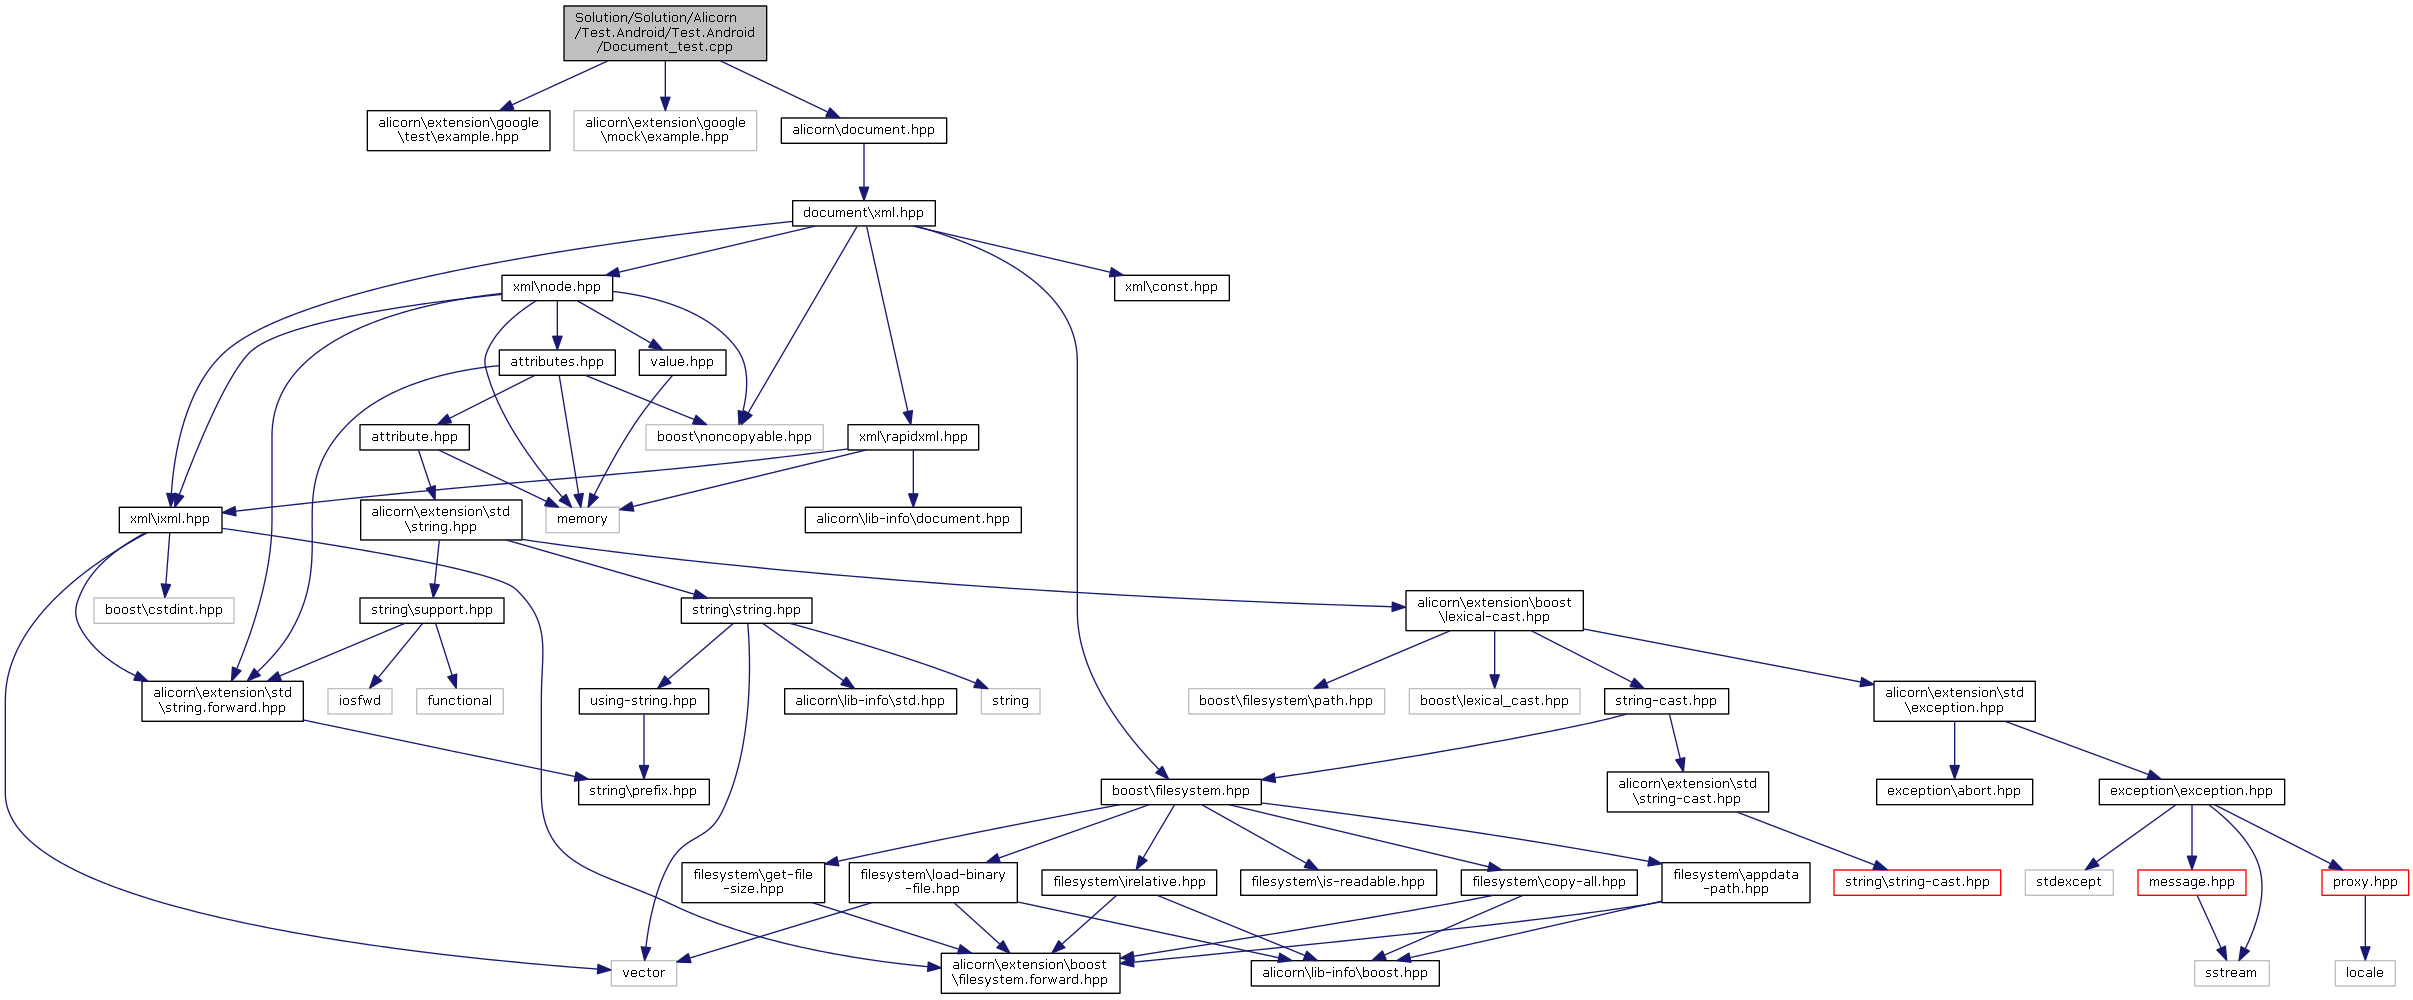 Solution/Solution/Alicorn
/Test.Android/Test.Android
/Document_test.cpp
alicorn\extension\google
\test\example.hpp
alicorn\extension\google
\mock\example.hpp
alicorn\document.hpp
document\xml.hpp
xml\node.hpp
xml\const.hpp
attributes.hpp
value.hpp
attribute.hpp
boost\noncopyable.hpp
xml\rapidxml.hpp
xml\ixml.hpp
alicorn\extension\std
\string.hpp
memory
alicorn\lib-info\document.hpp
boost\cstdint.hpp
string\support.hpp
string\string.hpp
alicorn\extension\boost
\lexical-cast.hpp
alicorn\extension\std
\string.forward.hpp
iosfwd
functional
using-string.hpp
alicorn\lib-info\std.hpp
string
boost\filesystem\path.hpp
boost\lexical_cast.hpp
string-cast.hpp
alicorn\extension\std
\exception.hpp
string\prefix.hpp
boost\filesystem.hpp
alicorn\extension\std
\string-cast.hpp
exception\abort.hpp
exception\exception.hpp
filesystem\get-file
-size.hpp
filesystem\load-binary
-file.hpp
filesystem\irelative.hpp
filesystem\is-readable.hpp
filesystem\copy-all.hpp
filesystem\appdata
-path.hpp
string\string-cast.hpp
stdexcept
message.hpp
proxy.hpp
vector
alicorn\extension\boost
\filesystem.forward.hpp
alicorn\lib-info\boost.hpp
sstream
locale